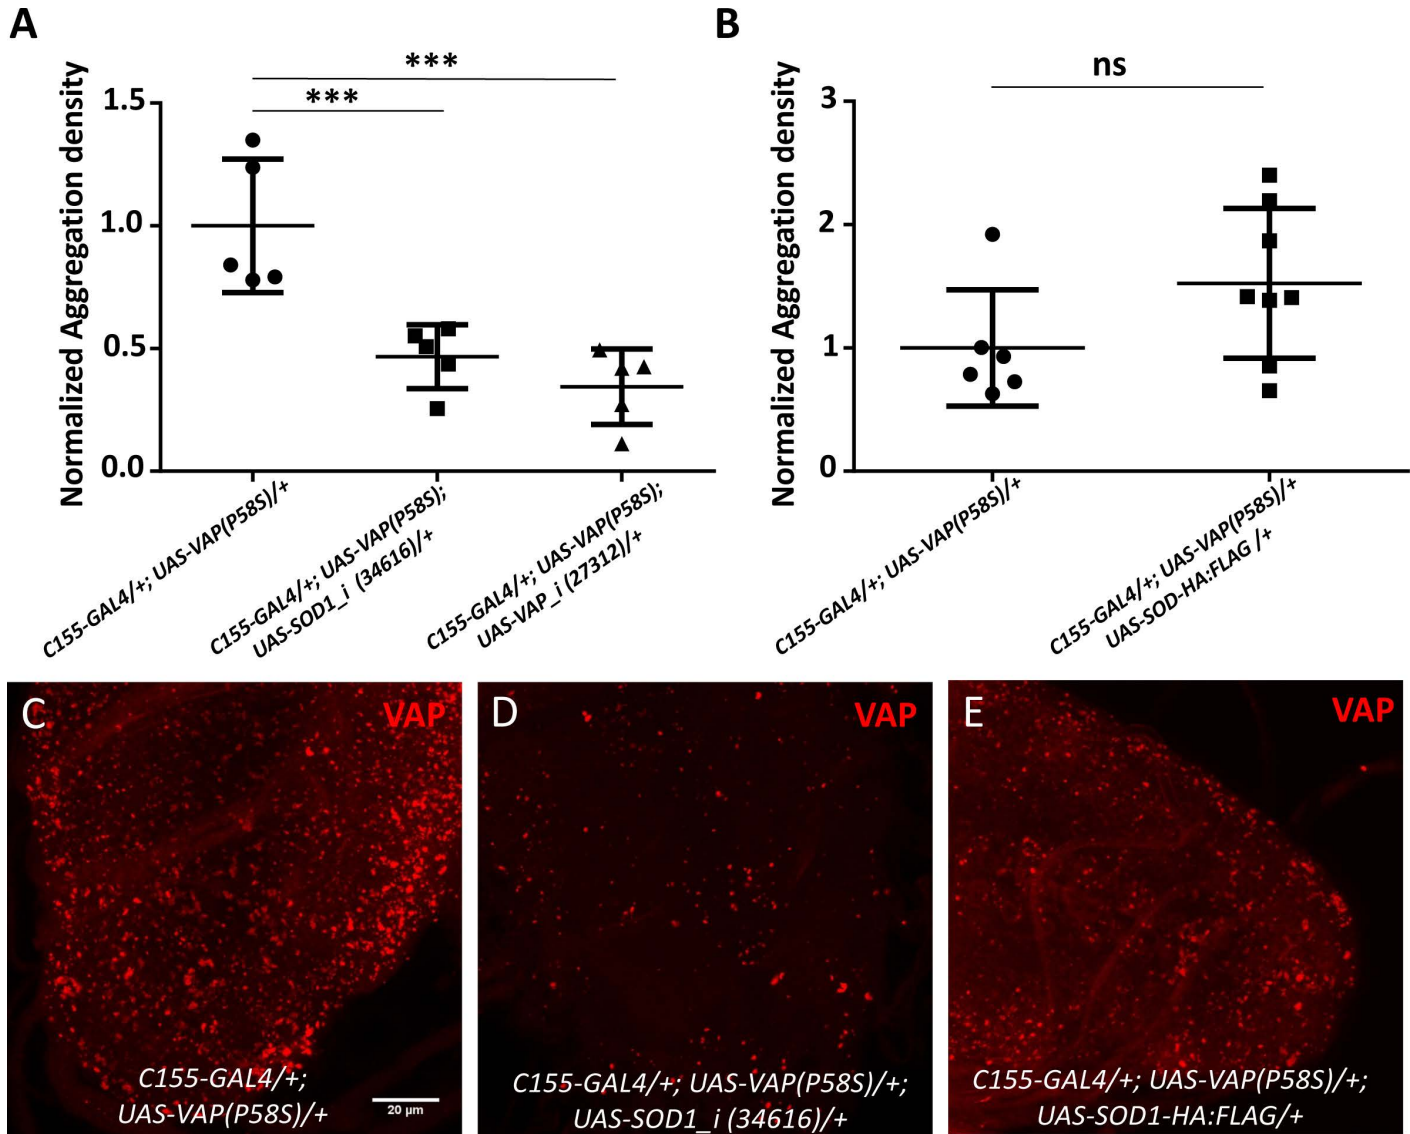 A
Normalized Aggregation density
1.5
1.0
0.5
0.0
***
***
C155-GAL4/+; UAS-VAP(P58S)/+
C155-GAL4/+; UAS-VAP(P58S);
UAS-SOD1_i (34616)/+
C155-GAL4/+; UAS-VAP(P58S);
UAS-VAP_i (27312)/+
B
Normalized Aggregation density
3
2
1
0
ns
C155-GAL4/+; UAS-VAP(P58S)/+
C155-GAL4/+; UAS-VAP(P58S)/+
UAS-SOD-HA:FLAG /+
C
VAP
C155-GAL4/+;
UAS-VAP(P58S)/+
20 µm
D
VAP
C155-GAL4/+; UAS-VAP(P58S)/+;
UAS-SOD1_i (34616)/+
E
VAP
C155-GAL4/+; UAS-VAP(P58S)/+;
UAS-SOD1-HA:FLAG/+